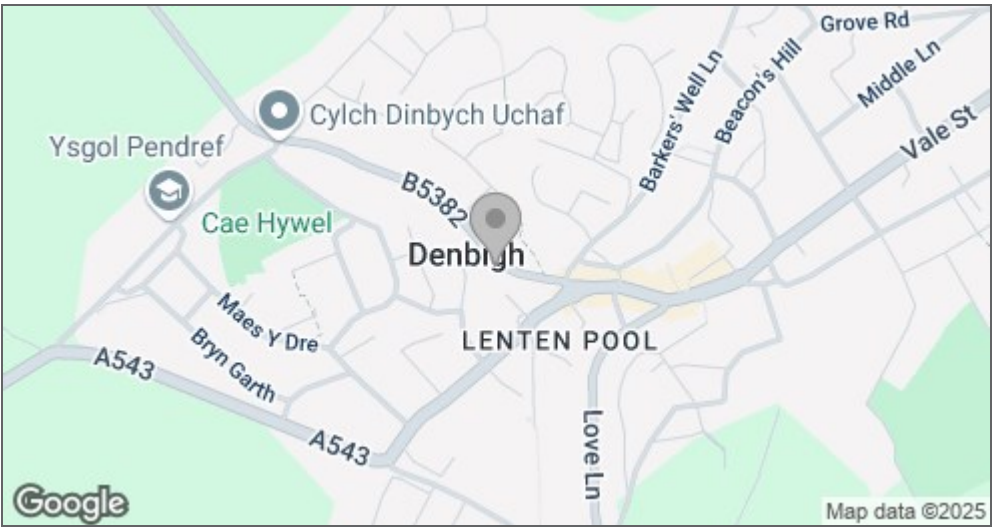 Grove Rd
Middle Ln
Barkers' Well Ln
Beacon's Hill
Vale St
Cylch Dinbych Uchaf
Ysgol Pendref
B5382
Cae Hywel
Denbigh
Maes Y Dre
LENTEN POOL
Bryn Garth
A543
A543
Love Ln
Google
Map data ©2025